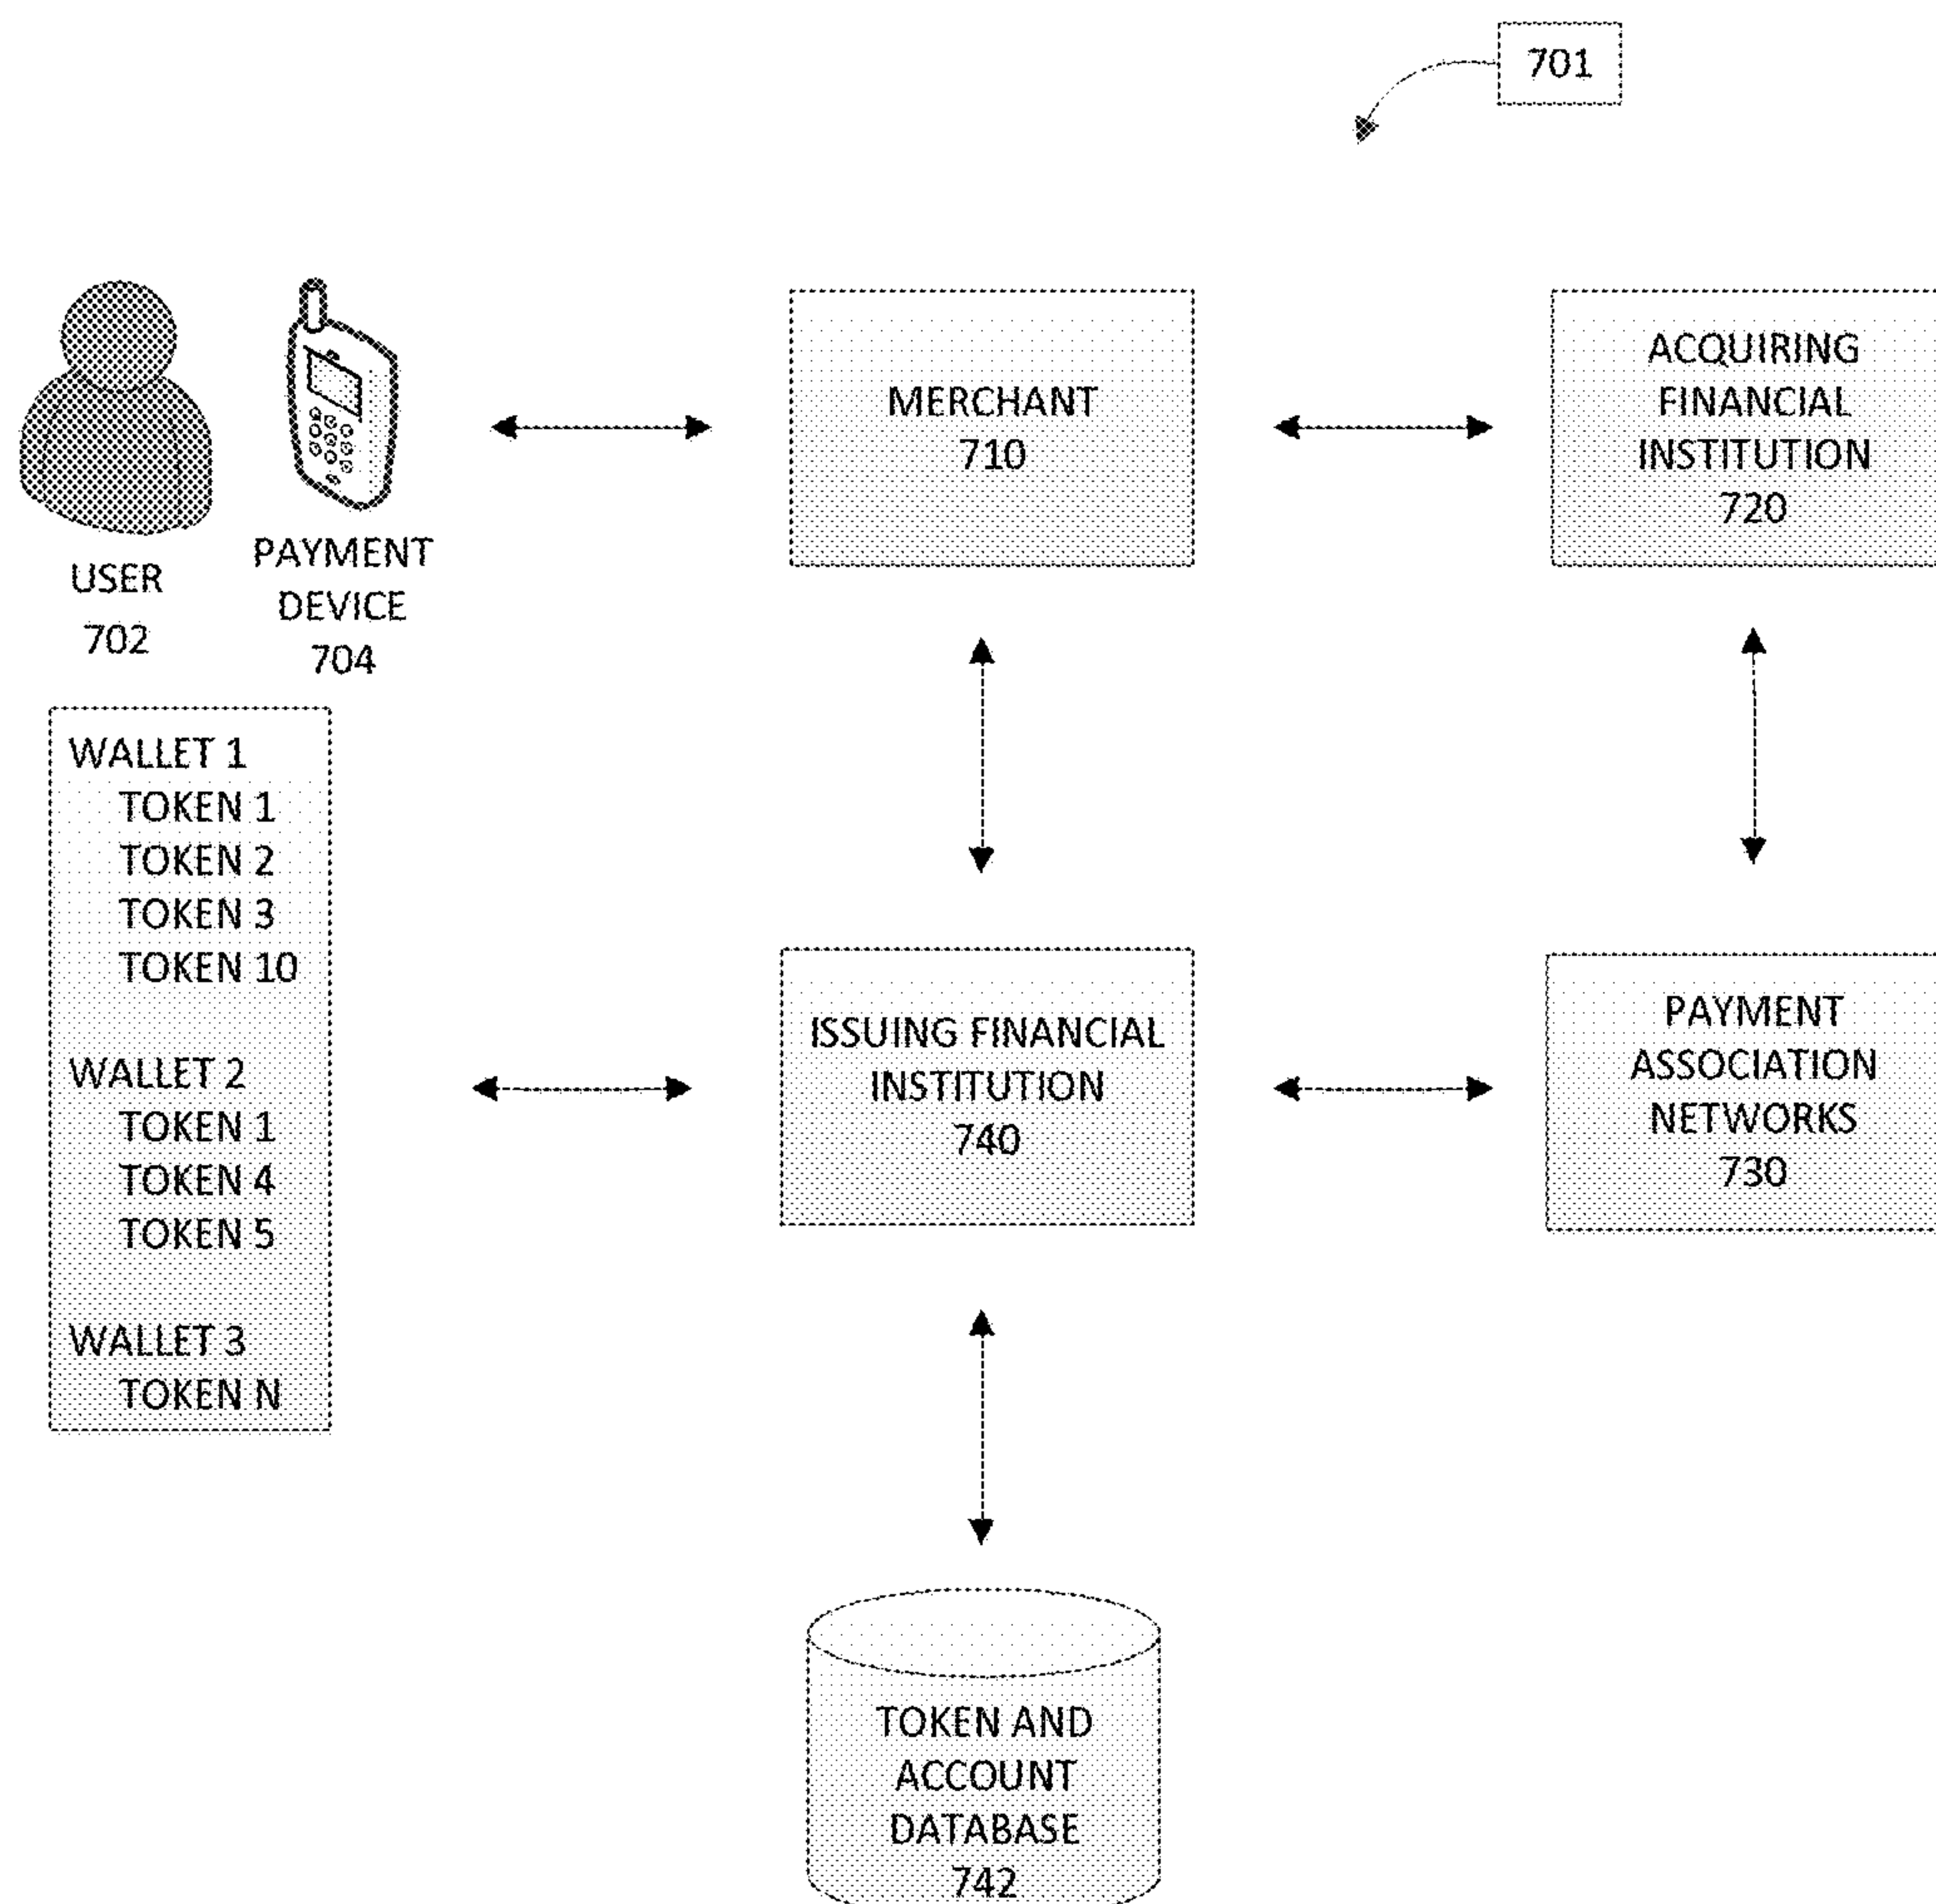 701
USER
702
PAYMENT
DEVICE
704
MERCHANT
710
ACQUIRING
FINANCIAL
INSTITUTION
720
WALLET 1
TOKEN 1
TOKEN 2
TOKEN 3
TOKEN 10
WALLET 2
TOKEN 1
TOKEN 4
TOKEN 5
WALLET 3
TOKEN N
ISSUING FINANCIAL
INSTITUTION
740
PAYMENT
ASSOCIATION
NETWORKS
730
TOKEN AND
ACCOUNT
DATABASE
742